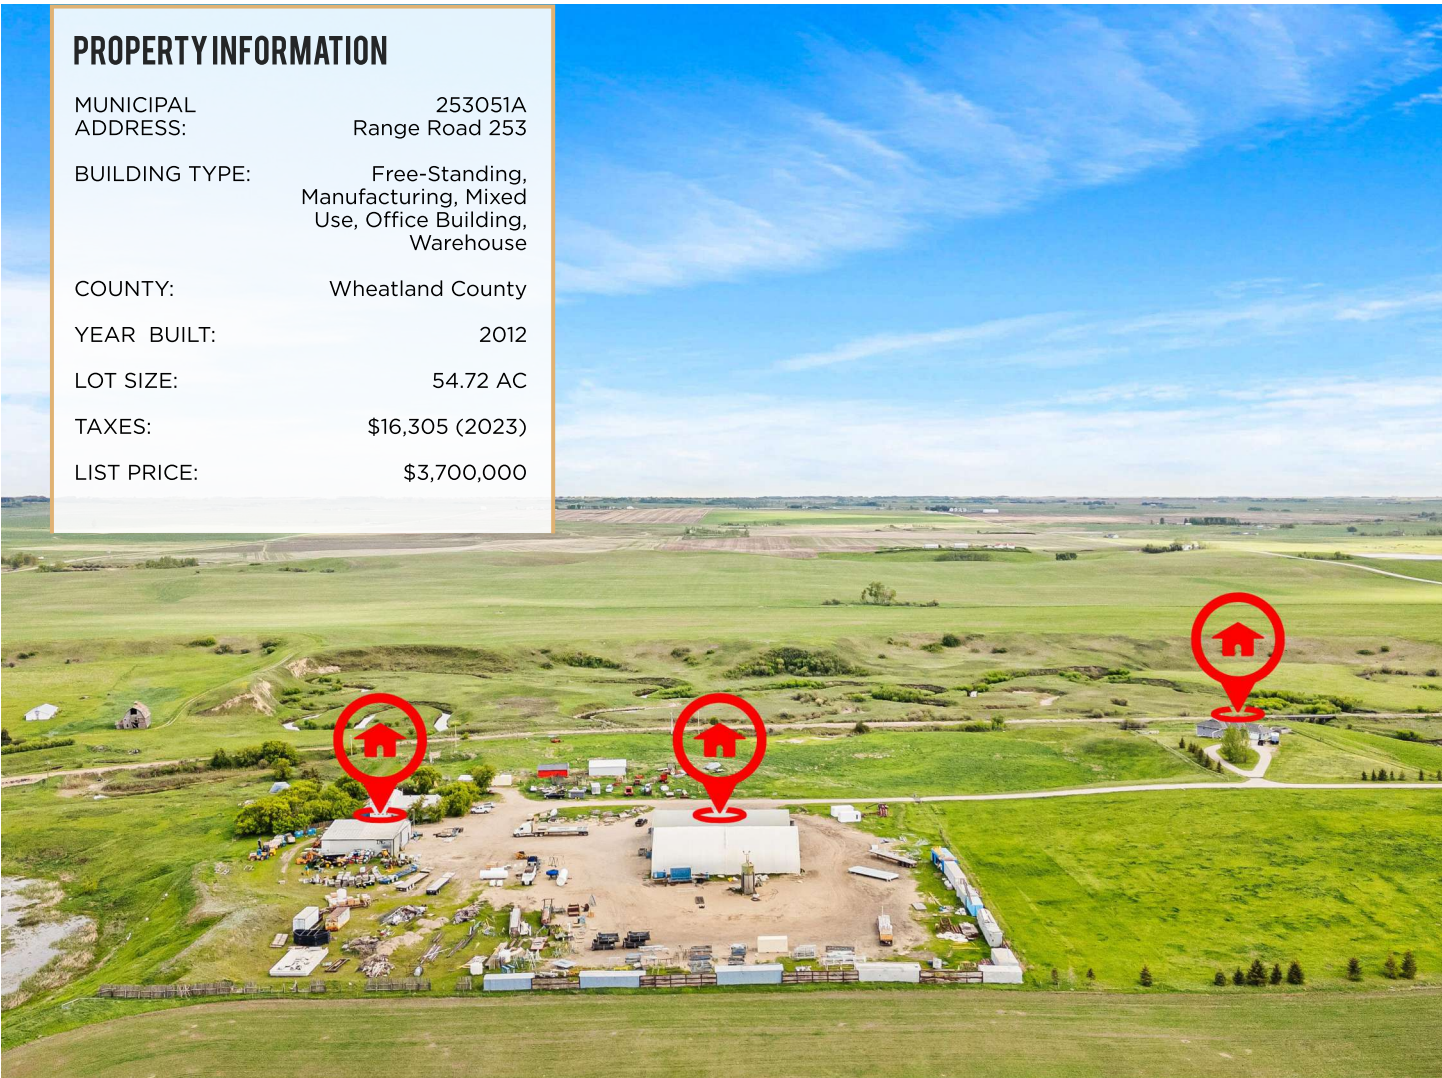 PROPERTY INFORMATION
MUNICIPAL ADDRESS: 253051A Range Road 253
BUILDING TYPE: Free-Standing,
Manufacturing, Mixed
Use, Office Building,
Warehouse
COUNTY: Wheatland County
YEAR BUILT: 2012
LOT SIZE: 54.72 AC
TAXES: $16,305 (2023)
LIST PRICE: $3,700,000